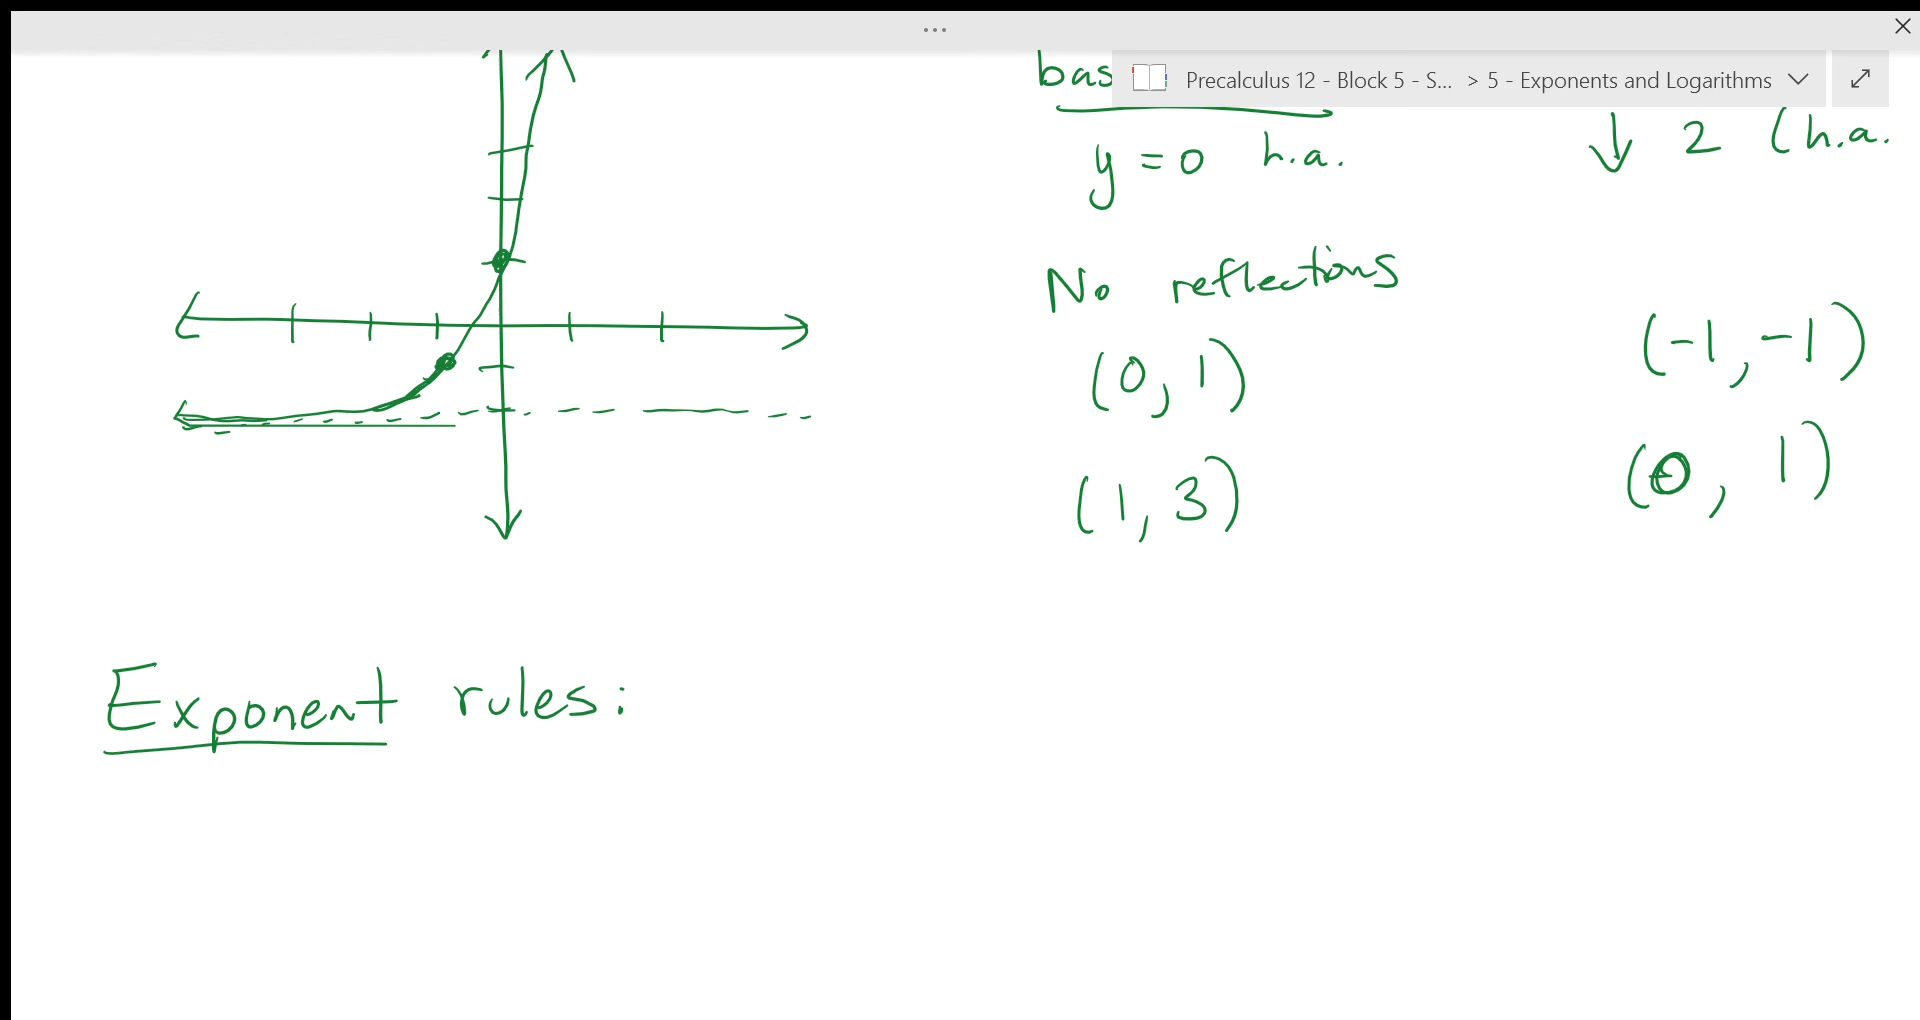 ...
Precalculus 12 - Block 5 - S... > 5 - Exponents and Logarithms
bas
↓ 2 (h.a.
y = 0 h.a.
No reflections
(0, 1)
(-1, -1)
(1, 3)
(0, 1)
Exponent rules: